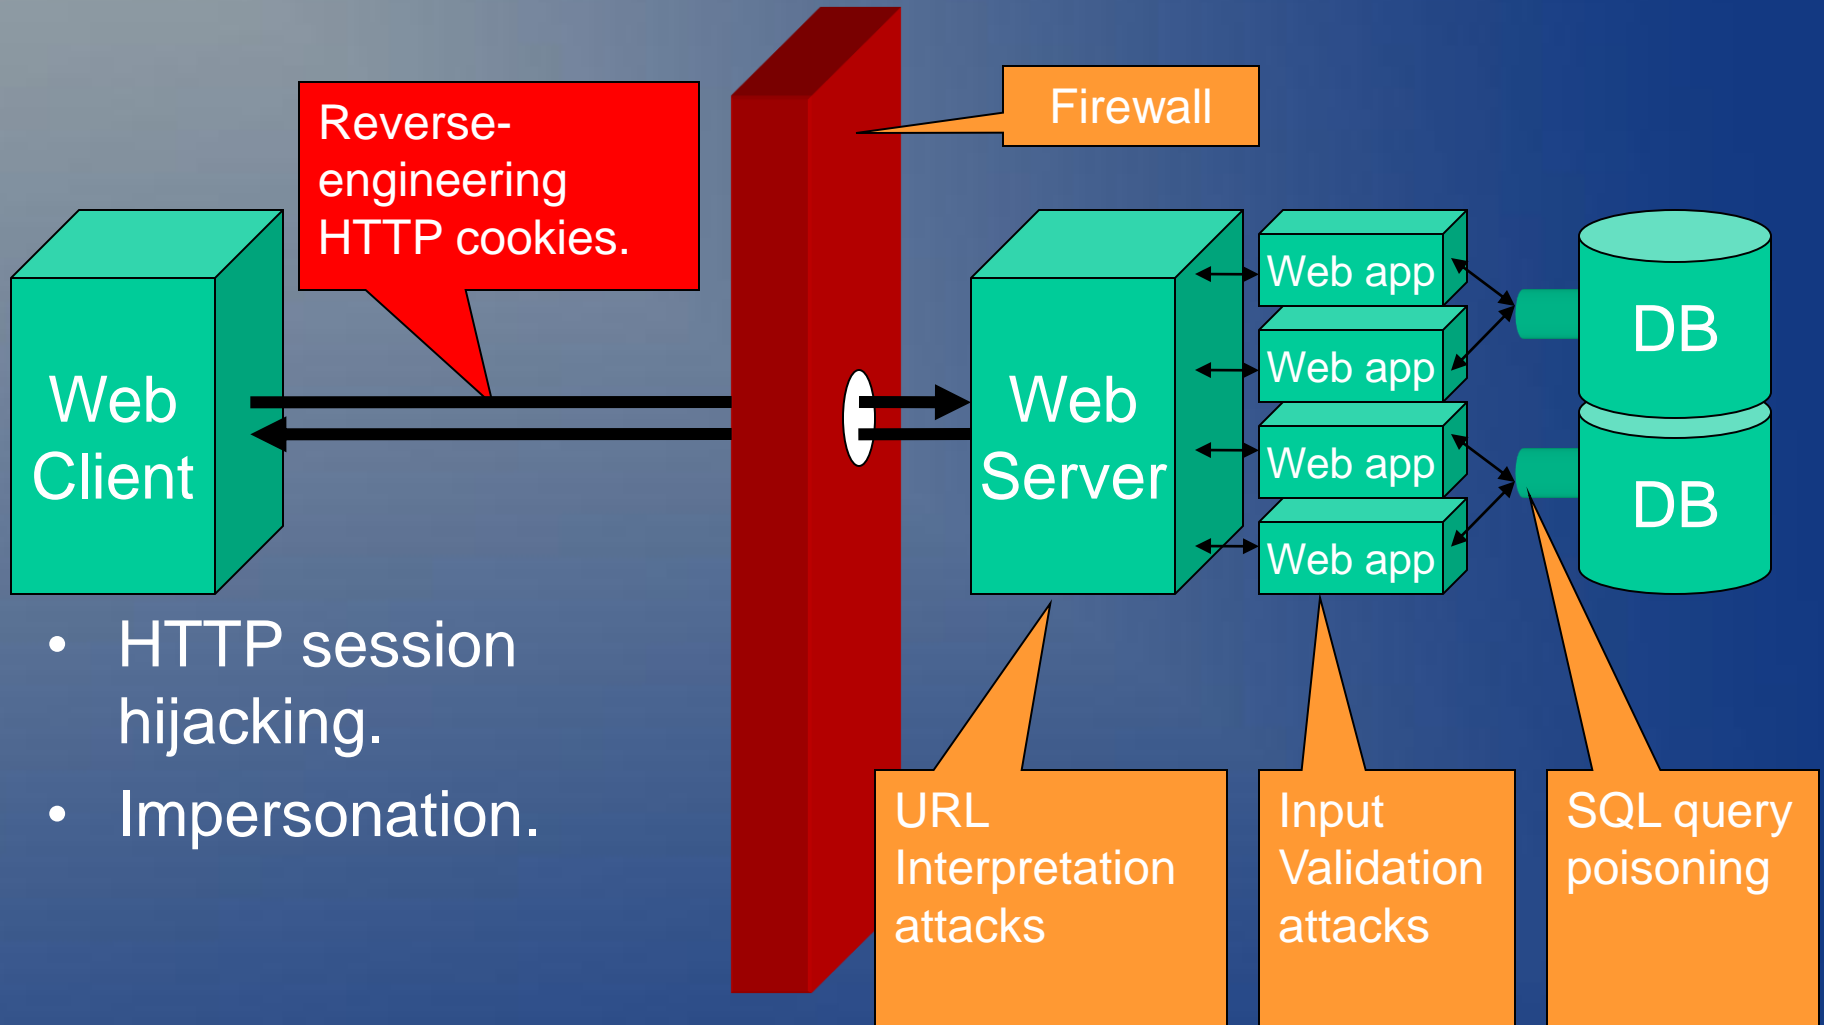 Reverse-
engineering
HTTP cookies.
Firewall
Web
Client
Web
Server
Web app
Web app
Web app
Web app
DB
DB
• HTTP session
hijacking.
• Impersonation.
URL
Interpretation
attacks
Input
Validation
attacks
SQL query
poisoning